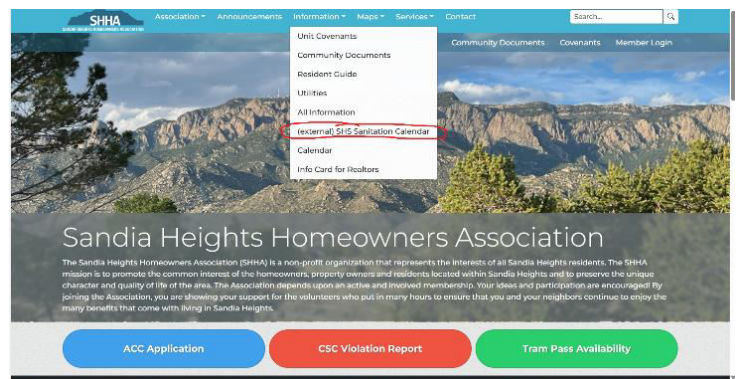 SHHA
SANDIA HEIGHTS HOMEOWNERS ASSOCIATION
Association Announcements Information Maps Services Contact Search...
Unit Covenants
Community Documents
Resident Guide
Utilities
All Information
(external) SHS Sanitation Calendar
Calendar
Info Card for Realtors
Community Documents Covenants Member Login
Sandia Heights Homeowners Association
The Sandia Heights Homeowners Association (SHHA) is a non-profit organization that represents the interests of all Sandia Heights residents. The SHHA
mission is to promote the common interest of the homeowners, property owners and residents located within Sandia Heights and to preserve the unique
character and quality of life of the area. The Association depends upon an active and involved membership. Your ideas and participation are encouraged! By
joining the Association, you are showing your support for the volunteers who put in many hours to ensure that you and your neighbors continue to enjoy the
many benefits that come with living in Sandia Heights.
ACC Application CSC Violation Report Tram Pass Availability